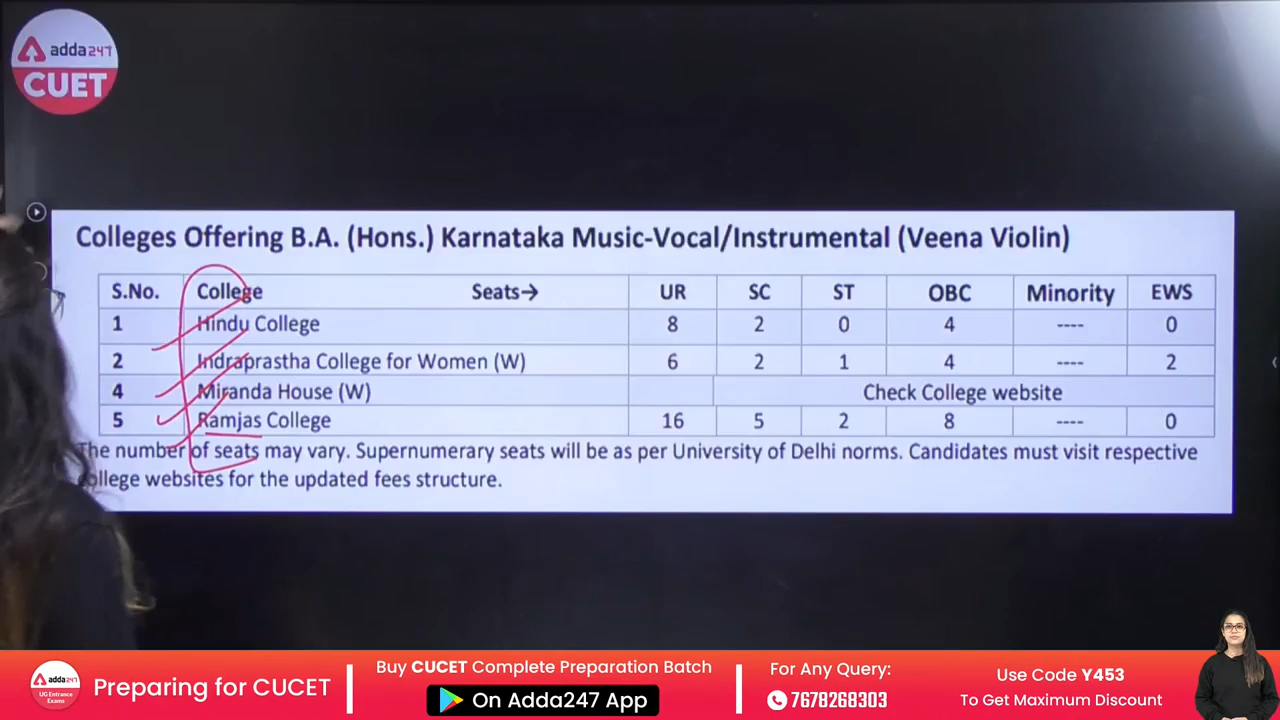 adda247
CUET
Colleges Offering B.A. (Hons.) Karnataka Music-Vocal/Instrumental (Veena Violin)
S.No. College Seats→ UR SC ST OBC Minority EWS
1 Hindu College 8 2 0 4 ---- 0
2 Indraprastha College for Women (W) 6 2 1 4 ---- 2
4 Miranda House (W) Check College website
5 Ramjas College 16 5 2 8 ---- 0
The number of seats may vary. Supernumerary seats will be as per University of Delhi norms. Candidates must visit respective
college websites for the updated fees structure.
adda247
UG Entrance
Exams
Preparing for CUCET
Buy CUCET Complete Preparation Batch
On Adda247 App
For Any Query:
7678268303
Use Code Y453
To Get Maximum Discount